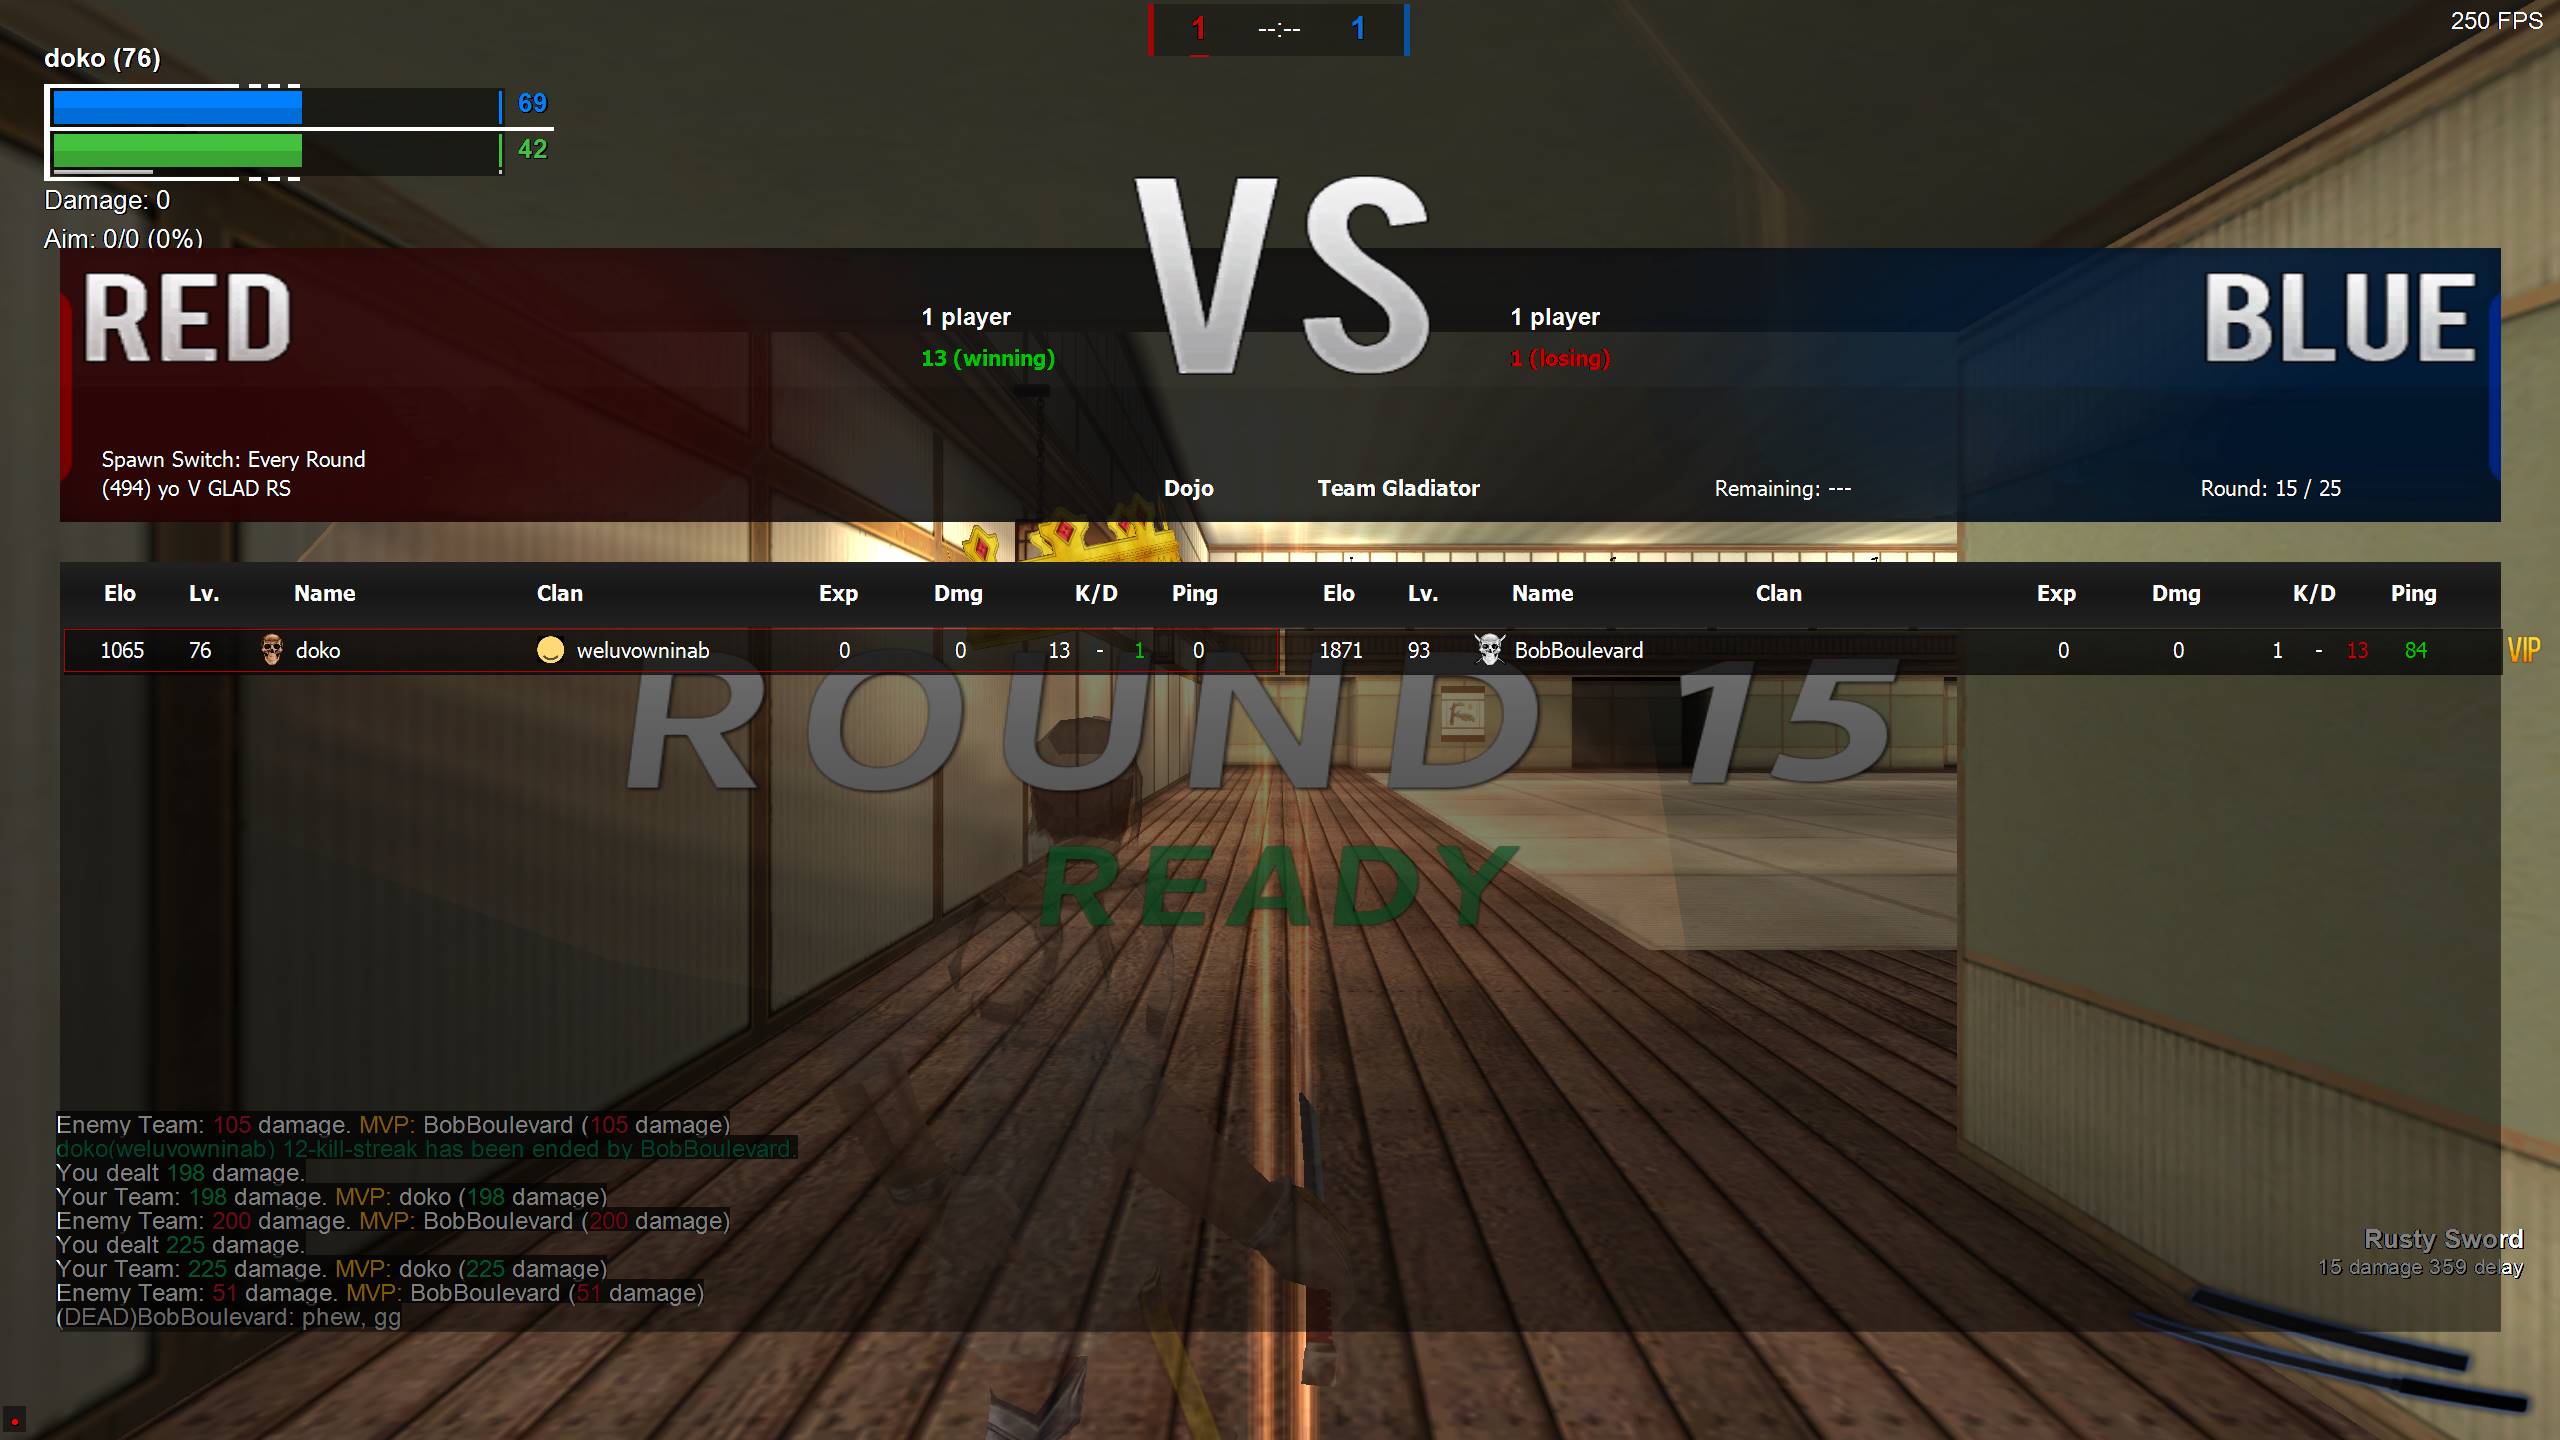 1 --:-- 1
250 FPS
doko (76)
69
42
Damage: 0
Aim: 0/0 (0%)
VS
RED
BLUE
1 player
1 player
13 (winning)
1 (losing)
Spawn Switch: Every Round
(494) yo V GLAD RS
Dojo Team Gladiator Remaining: --- Round: 15 / 25
Elo Lv. Name Clan Exp Dmg K/D Ping Elo Lv. Name Clan Exp Dmg K/D Ping
1065 76 doko weluvowninab 0 0 13 - 1 0 1871 93 BobBoulevard 0 0 1 - 13 84 VIP
ROUND 15
READY
Enemy Team: 105 damage. MVP: BobBoulevard (105 damage)
doko(weluvowninab) 12-kill-streak has been ended by BobBoulevard.
You dealt 198 damage.
Your Team: 198 damage. MVP: doko (198 damage)
Enemy Team: 200 damage. MVP: BobBoulevard (200 damage)
You dealt 225 damage.
Your Team: 225 damage. MVP: doko (225 damage)
Enemy Team: 51 damage. MVP: BobBoulevard (51 damage)
(DEAD)BobBoulevard: phew, gg
Rusty Sword
15 damage 359 delay